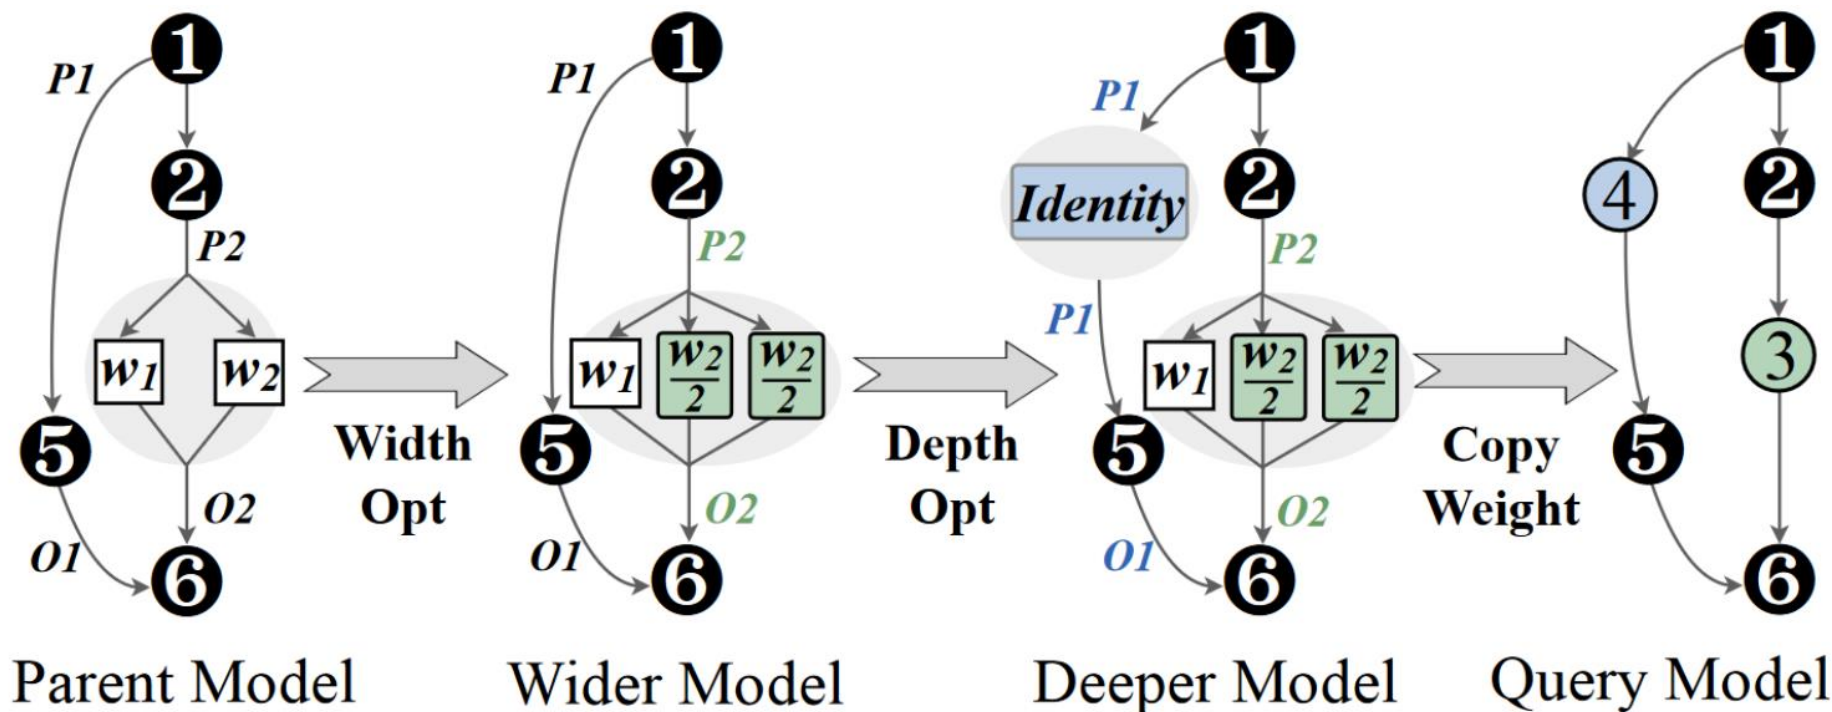 1
P1
2
P2
w1
w2
5
O2
O1
6
Parent Model
Width
Opt
1
P1
2
P2
w1
w2
2
w2
2
5
O2
O1
6
Wider Model
Depth
Opt
1
P1
Identity
2
P2
P1
w1
w2
2
w2
2
5
O2
O1
6
Deeper Model
Copy
Weight
1
4
2
3
5
6
Query Model